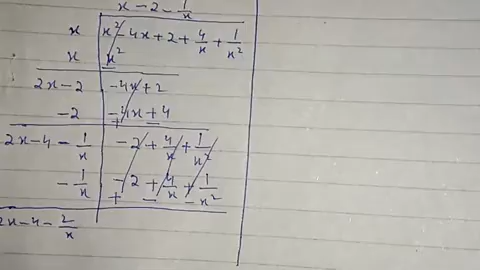 x - 2 - 1/x
x x² - 4x + 2 + 4/x + 1/x²
x x²
−
2x - 2 - 4x + 2
- 2 - 4x + 4
+ −
2x - 4 - 1/x - 2 + 4/x + 1/x²
- 1/x - 2 + 4/x + 1/x²
+ − −
2x - 4 - 2/x